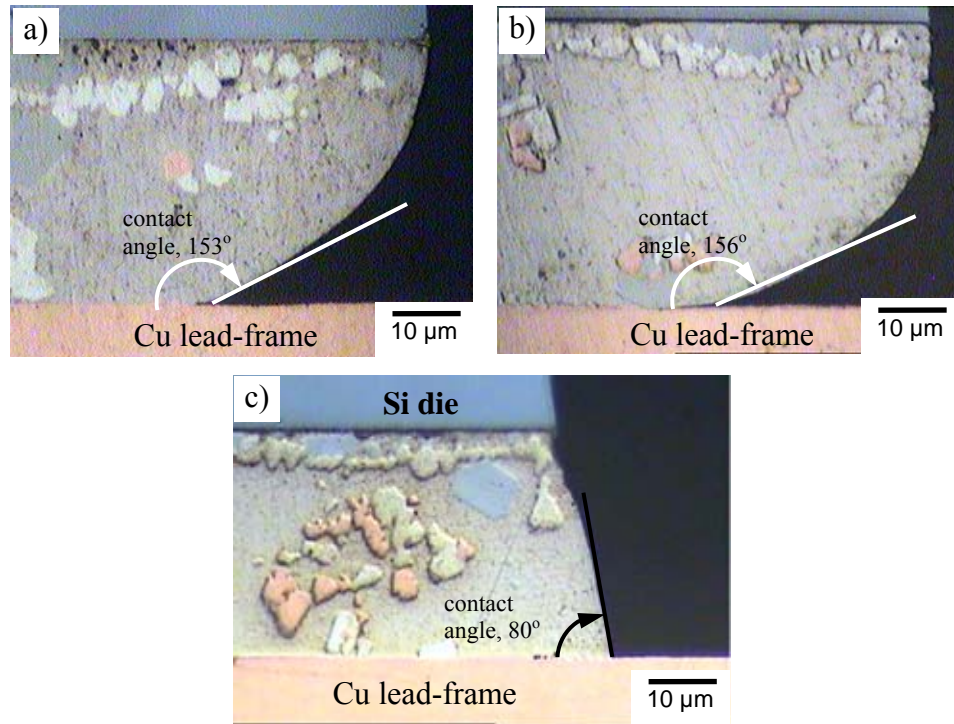 a)
contact
angle, 153°
Cu lead-frame
10 µm
b)
contact
angle, 156°
Cu lead-frame
10 µm
c)
Si die
contact
angle, 80°
Cu lead-frame
10 µm